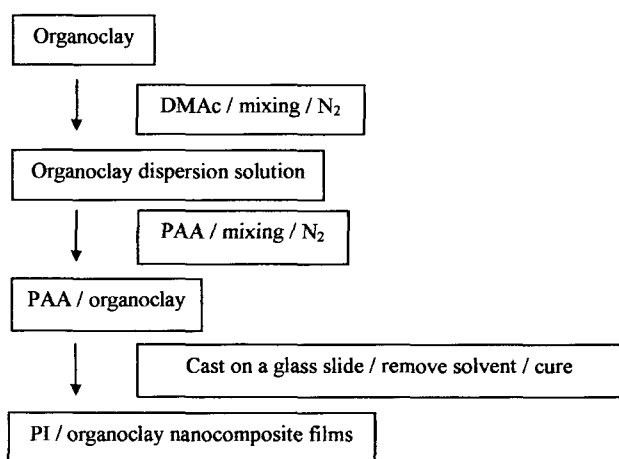 Organoclay
DMAc / mixing / N₂
Organoclay dispersion solution
PAA / mixing / N₂
PAA / organoclay
Cast on a glass slide / remove solvent / cure
PI / organoclay nanocomposite films